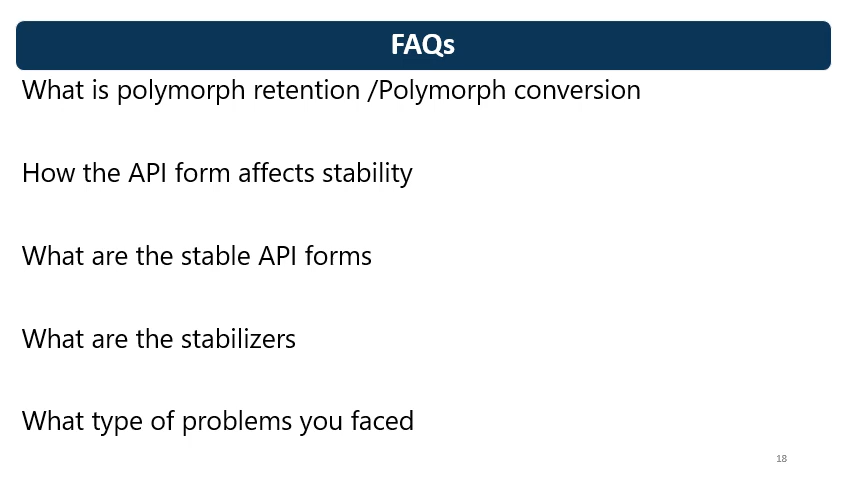 FAQs
What is polymorph retention /Polymorph conversion
How the API form affects stability
What are the stable API forms
What are the stabilizers
What type of problems you faced
18